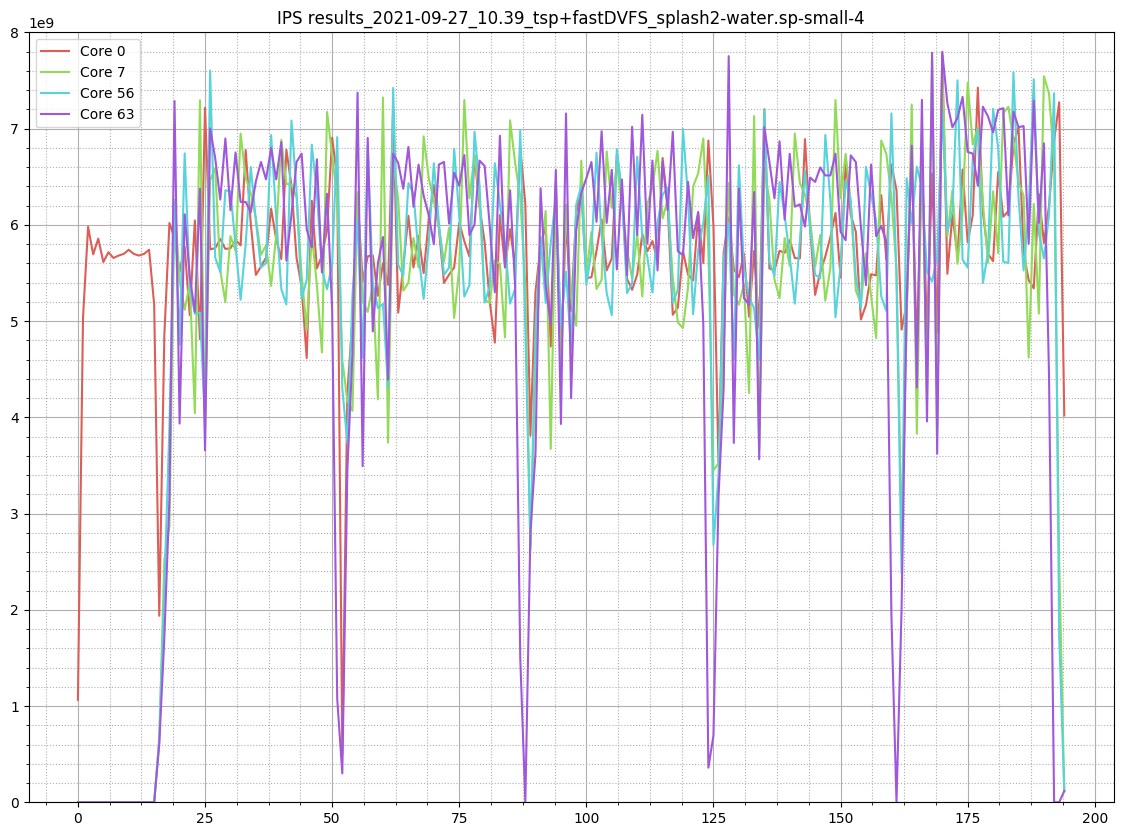 IPS results_2021-09-27_10.39_tsp+fastDVFS_splash2-water.sp-small-4
1e9
Core 0
Core 7
Core 56
Core 63
8
7
6
5
4
3
2
1
0
0 25 50 75 100 125 150 175 200